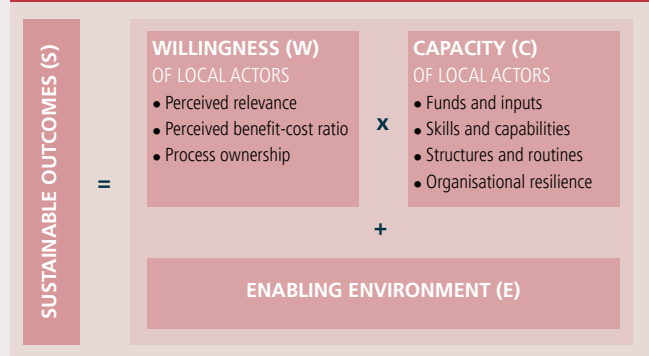 SUSTAINABLE OUTCOMES (S)
=
WILLINGNESS (W)
OF LOCAL ACTORS
• Perceived relevance
• Perceived benefit-cost ratio
• Process ownership
x
CAPACITY (C)
OF LOCAL ACTORS
• Funds and inputs
• Skills and capabilities
• Structures and routines
• Organisational resilience
+
ENABLING ENVIRONMENT (E)